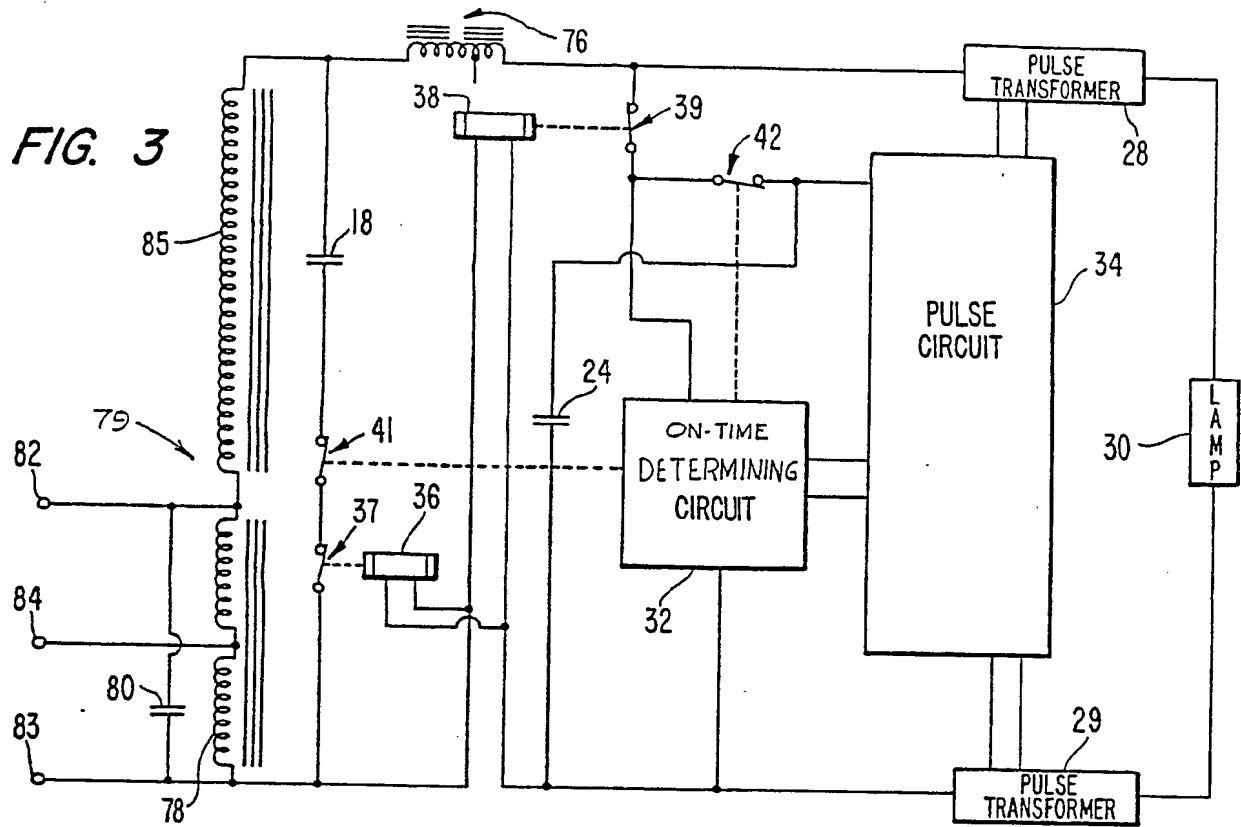 FIG. 3
76
38
39
PULSE
TRANSFORMER
28
42
85
18
34
PULSE
CIRCUIT
24
ON-TIME
DETERMINING
CIRCUIT
LAMP
30
79
41
82
37
36
84
32
80
83
29
78
PULSE
TRANSFORMER